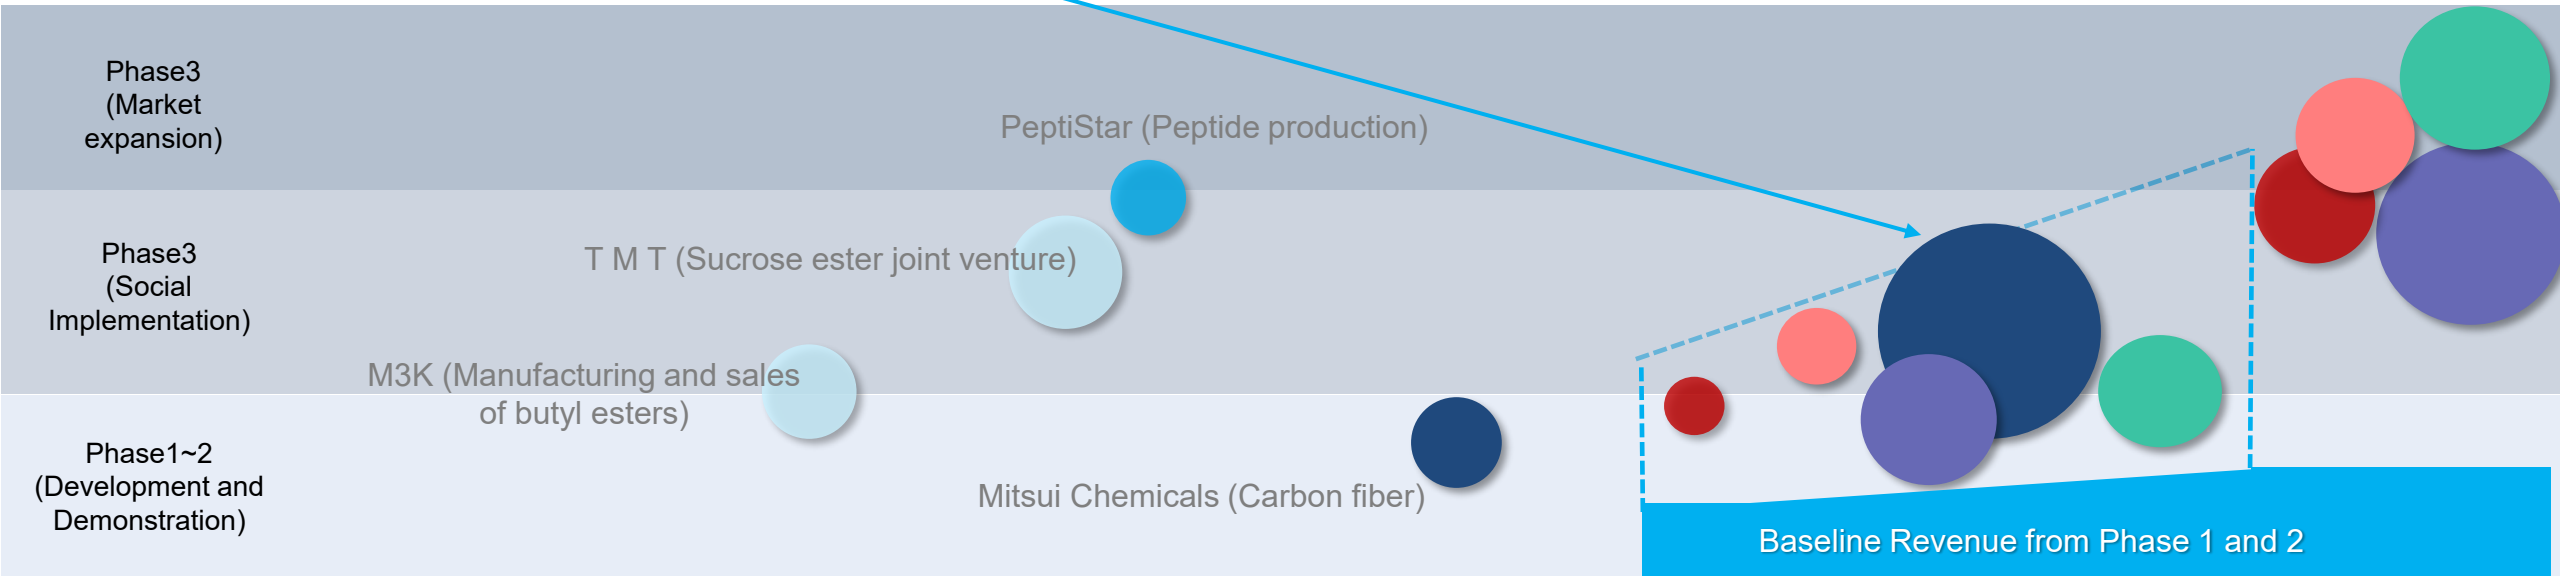 Phase3
(Market
expansion)
PeptiStar (Peptide production)
Phase3
(Social
Implementation)
T M T (Sucrose ester joint venture)
M3K (Manufacturing and sales
of butyl esters)
Phase1~2
(Development and
Demonstration)
Mitsui Chemicals (Carbon fiber)
Baseline Revenue from Phase 1 and 2